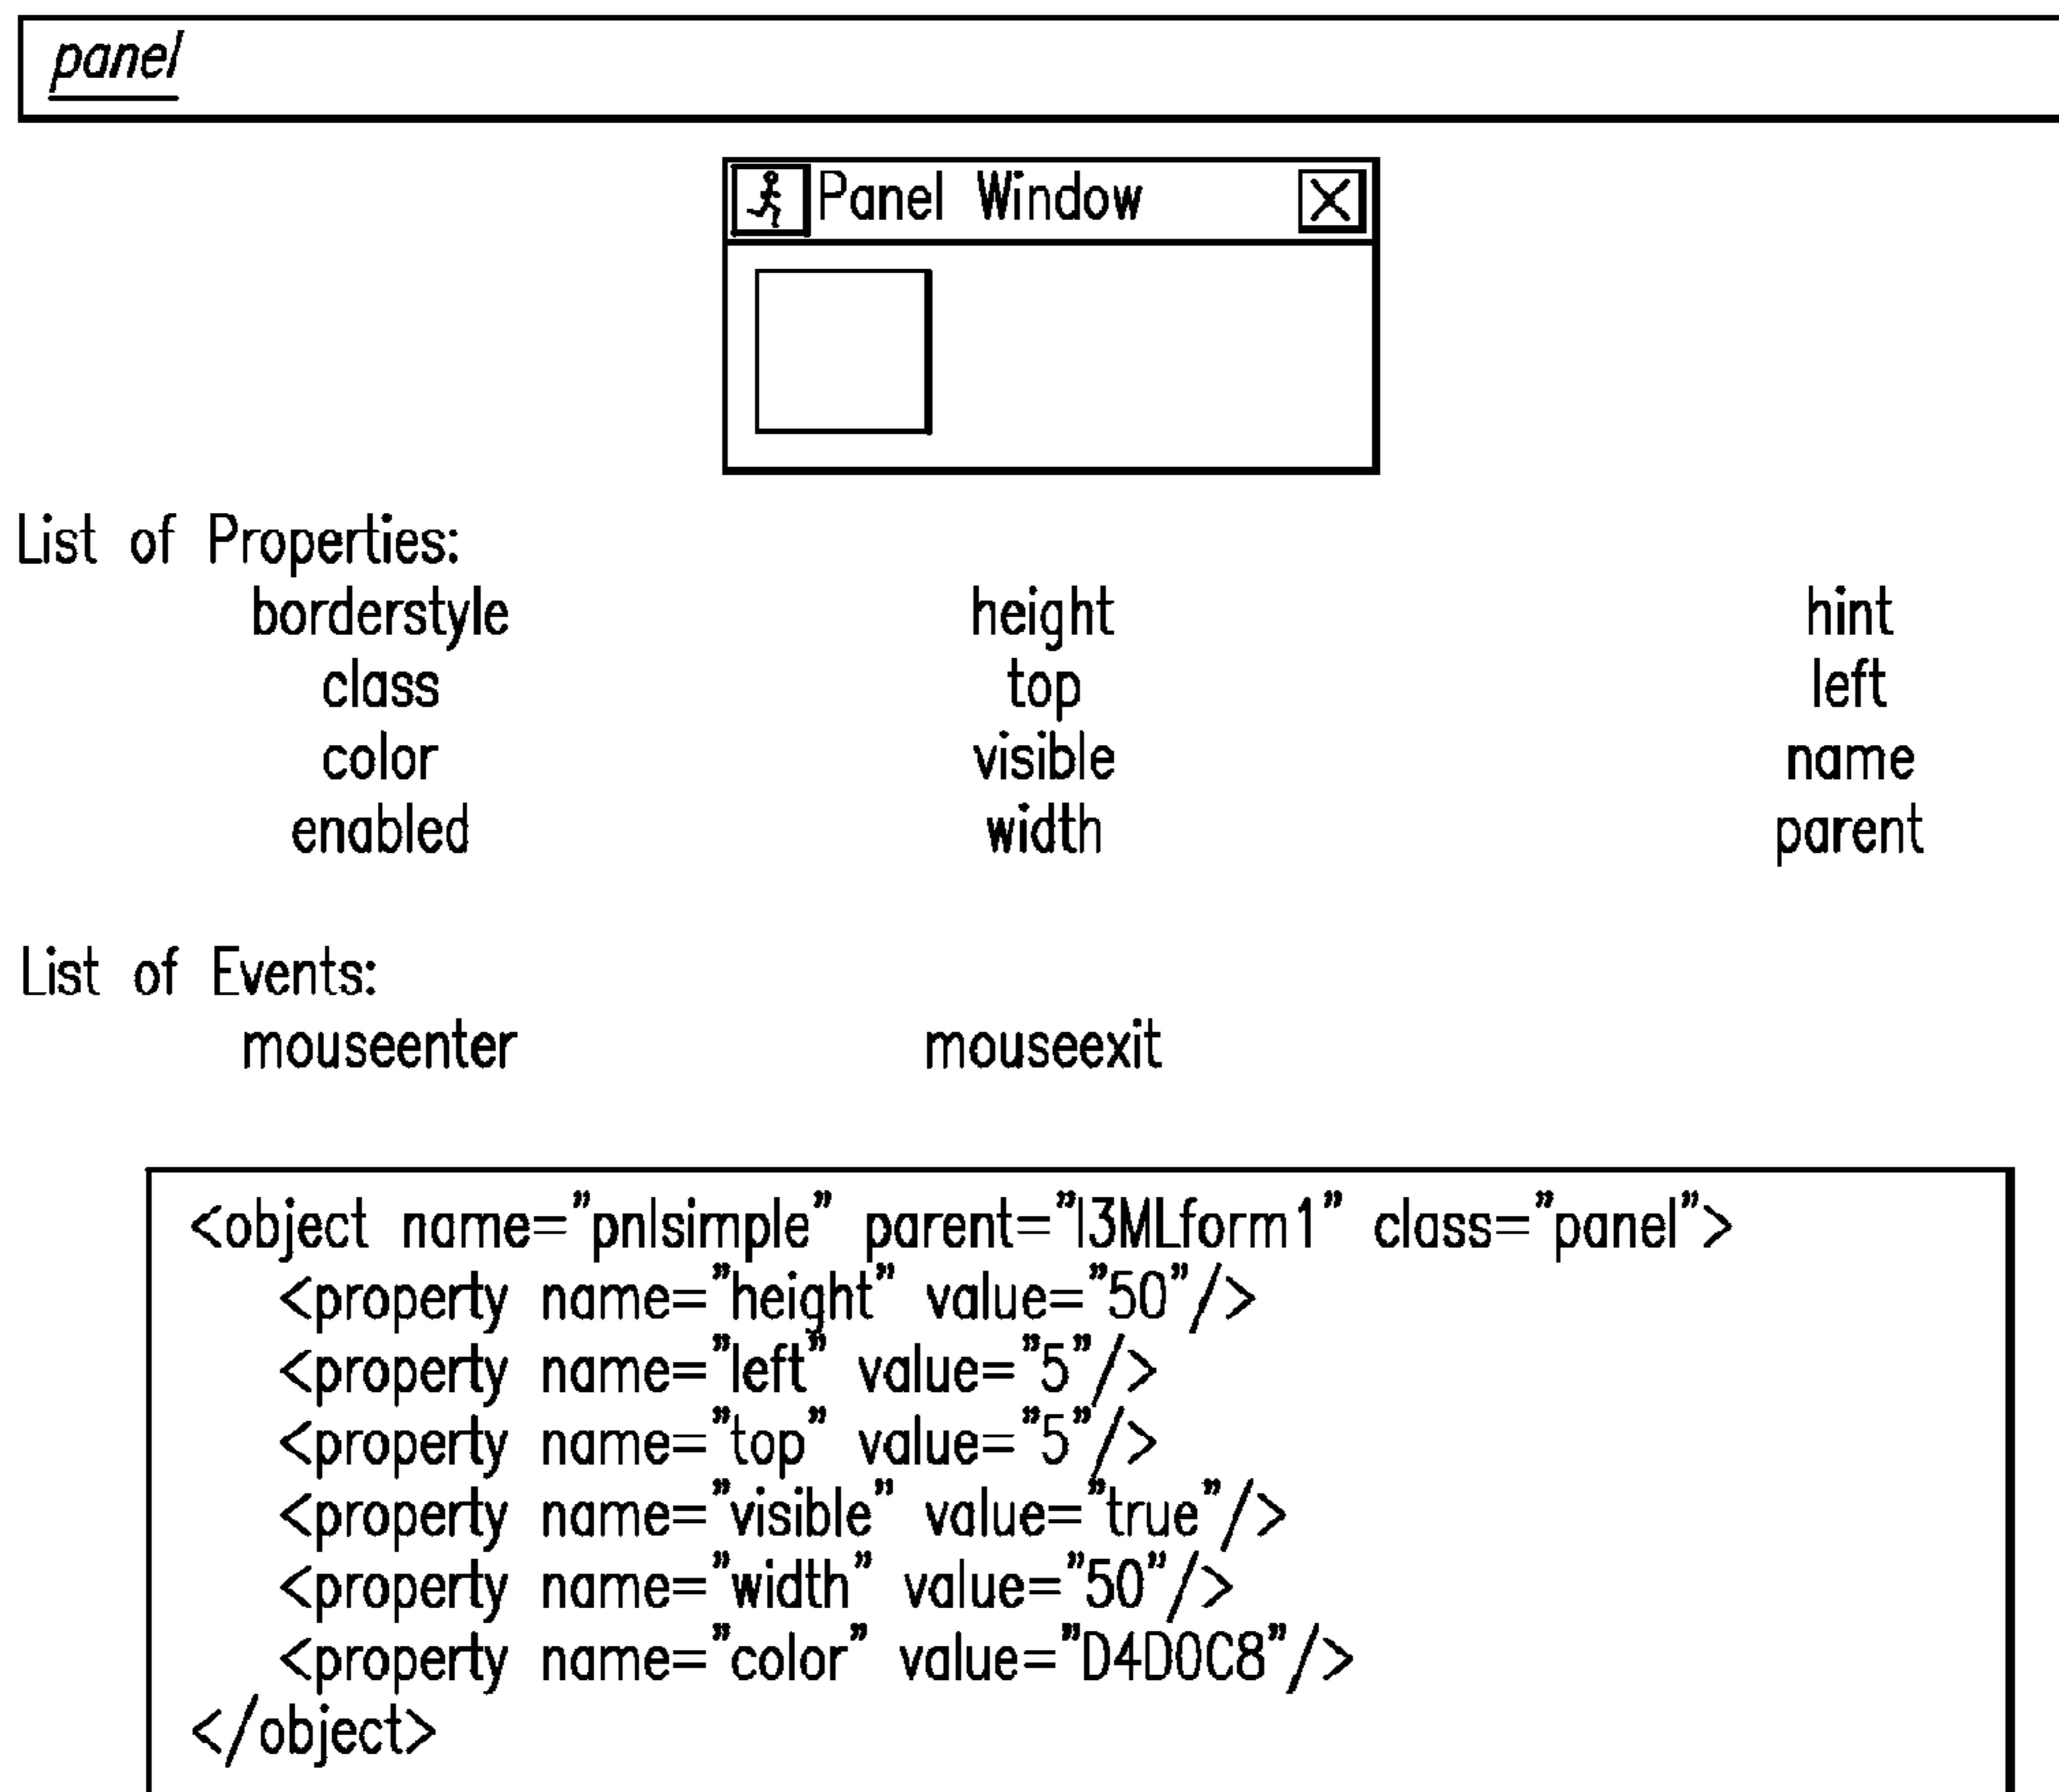 panel
Panel Window
List of Properties:
borderstyle height hint
class top left
color visible name
enabled width parent
List of Events:
mouseenter mouseexit
<object name="pnlsimple" parent="I3MLform1" class="panel">
<property name="height" value="50"/>
<property name="left" value="5"/>
<property name="top" value="5"/>
<property name="visible" value="true"/>
<property name="width" value="50"/>
<property name="color" value="D4D0C8"/>
</object>